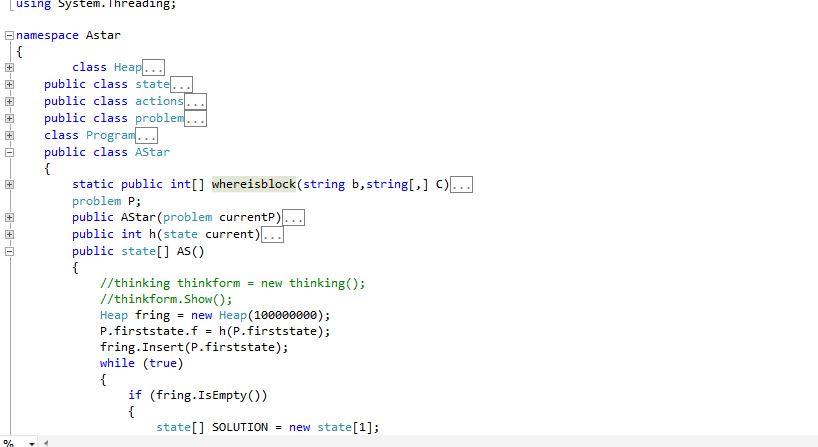 using System.Threading;
namespace Astar
{
class Heap...
public class state...
public class actions...
public class problem...
class Program...
public class AStar
{
static public int[] whereisblock(string b,string[,] C)...
problem P;
public AStar(problem currentP)...
public int h(state current)...
public state[] AS()
{
//thinking thinkform = new thinking();
//thinkform.Show();
Heap fring = new Heap(100000000);
P.firststate.f = h(P.firststate);
fring.Insert(P.firststate);
while (true)
{
if (fring.IsEmpty())
{
state[] SOLUTION = new state[1];
%